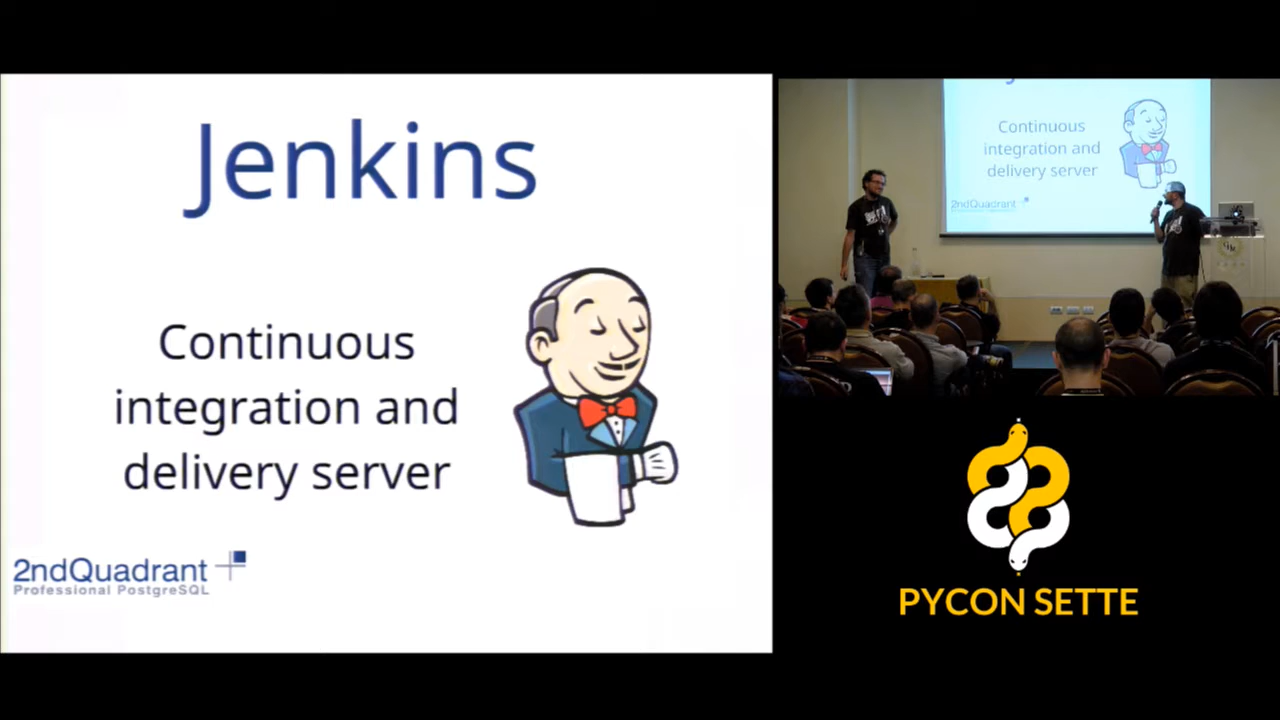 Jenkins
Continuous
integration and
delivery server
2ndQuadrant
Professional PostgreSQL
Continuous
integration and
delivery server
2ndQuadrant
PYCON SETTE